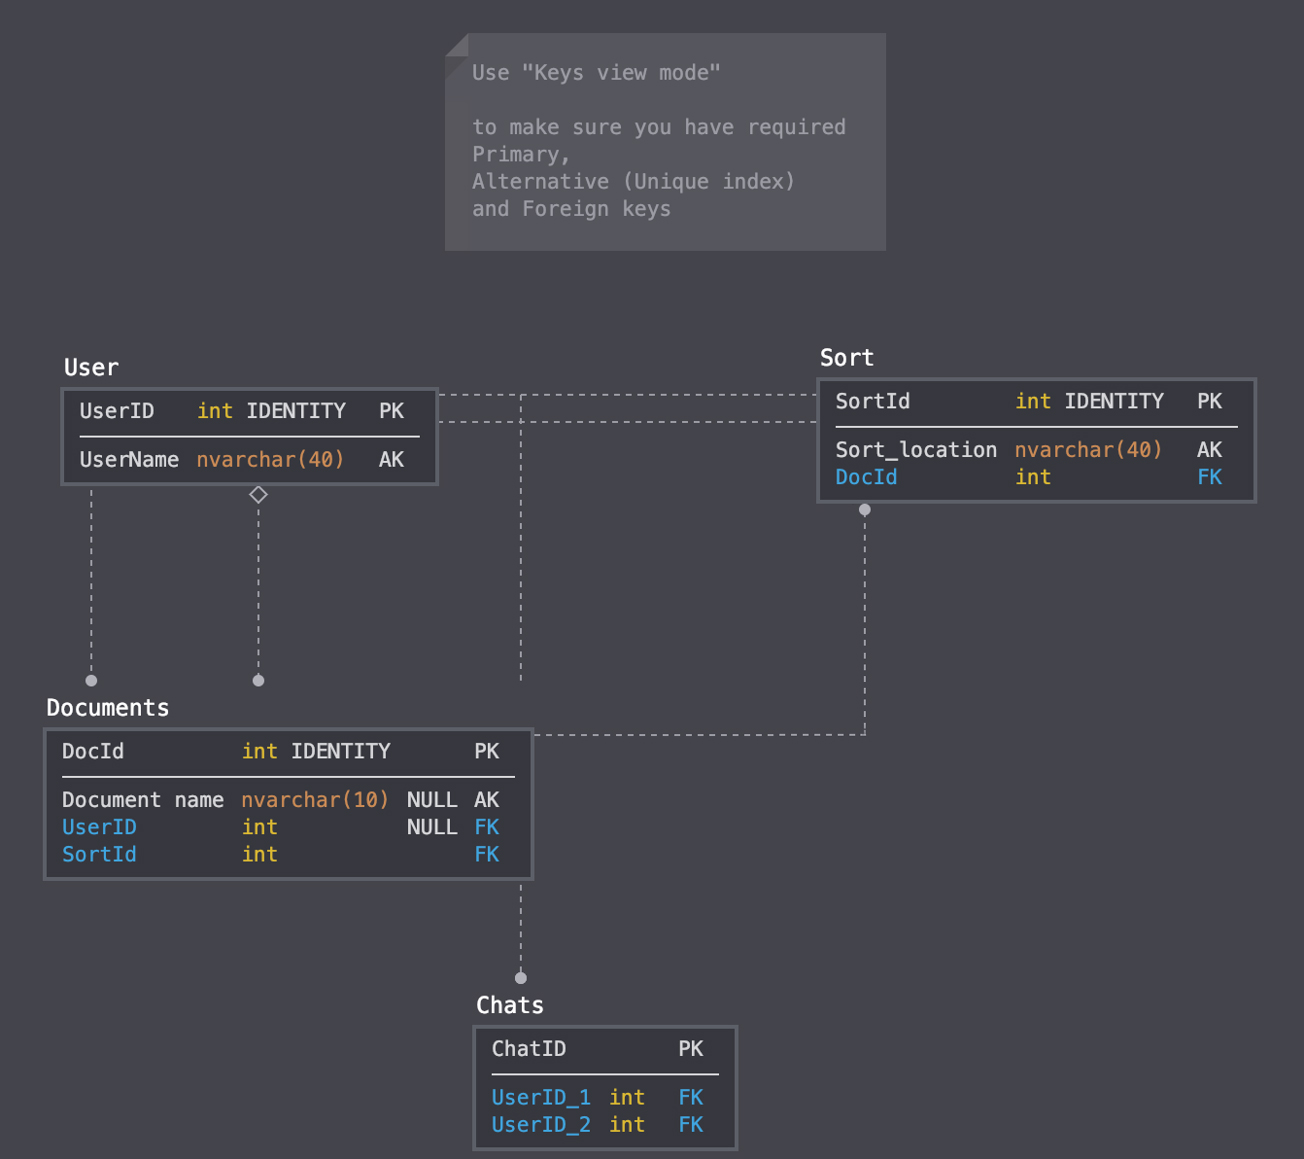 Use "Keys view mode"
to make sure you have required
Primary,
Alternative (Unique index)
and Foreign keys
User
UserID int IDENTITY PK
UserName nvarchar(40) AK
Sort
SortId int IDENTITY PK
Sort_location nvarchar(40) AK
DocId int FK
Documents
DocId int IDENTITY PK
Document name nvarchar(10) NULL AK
UserID int NULL FK
SortId int FK
Chats
ChatID PK
UserID_1 int FK
UserID_2 int FK